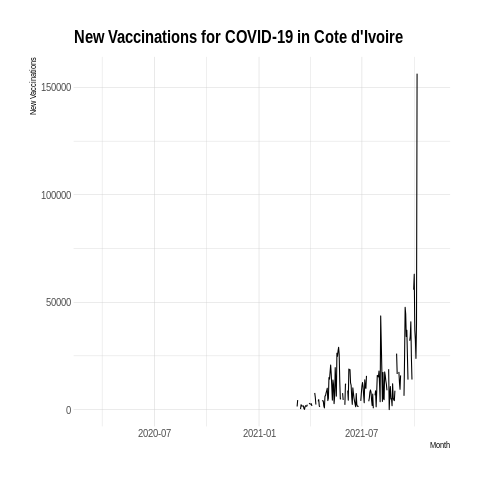 New Vaccinations for COVID-19 in Cote d'Ivoire
New Vaccinations
150000
100000
50000
0
2020-07 2021-01 2021-07
Month